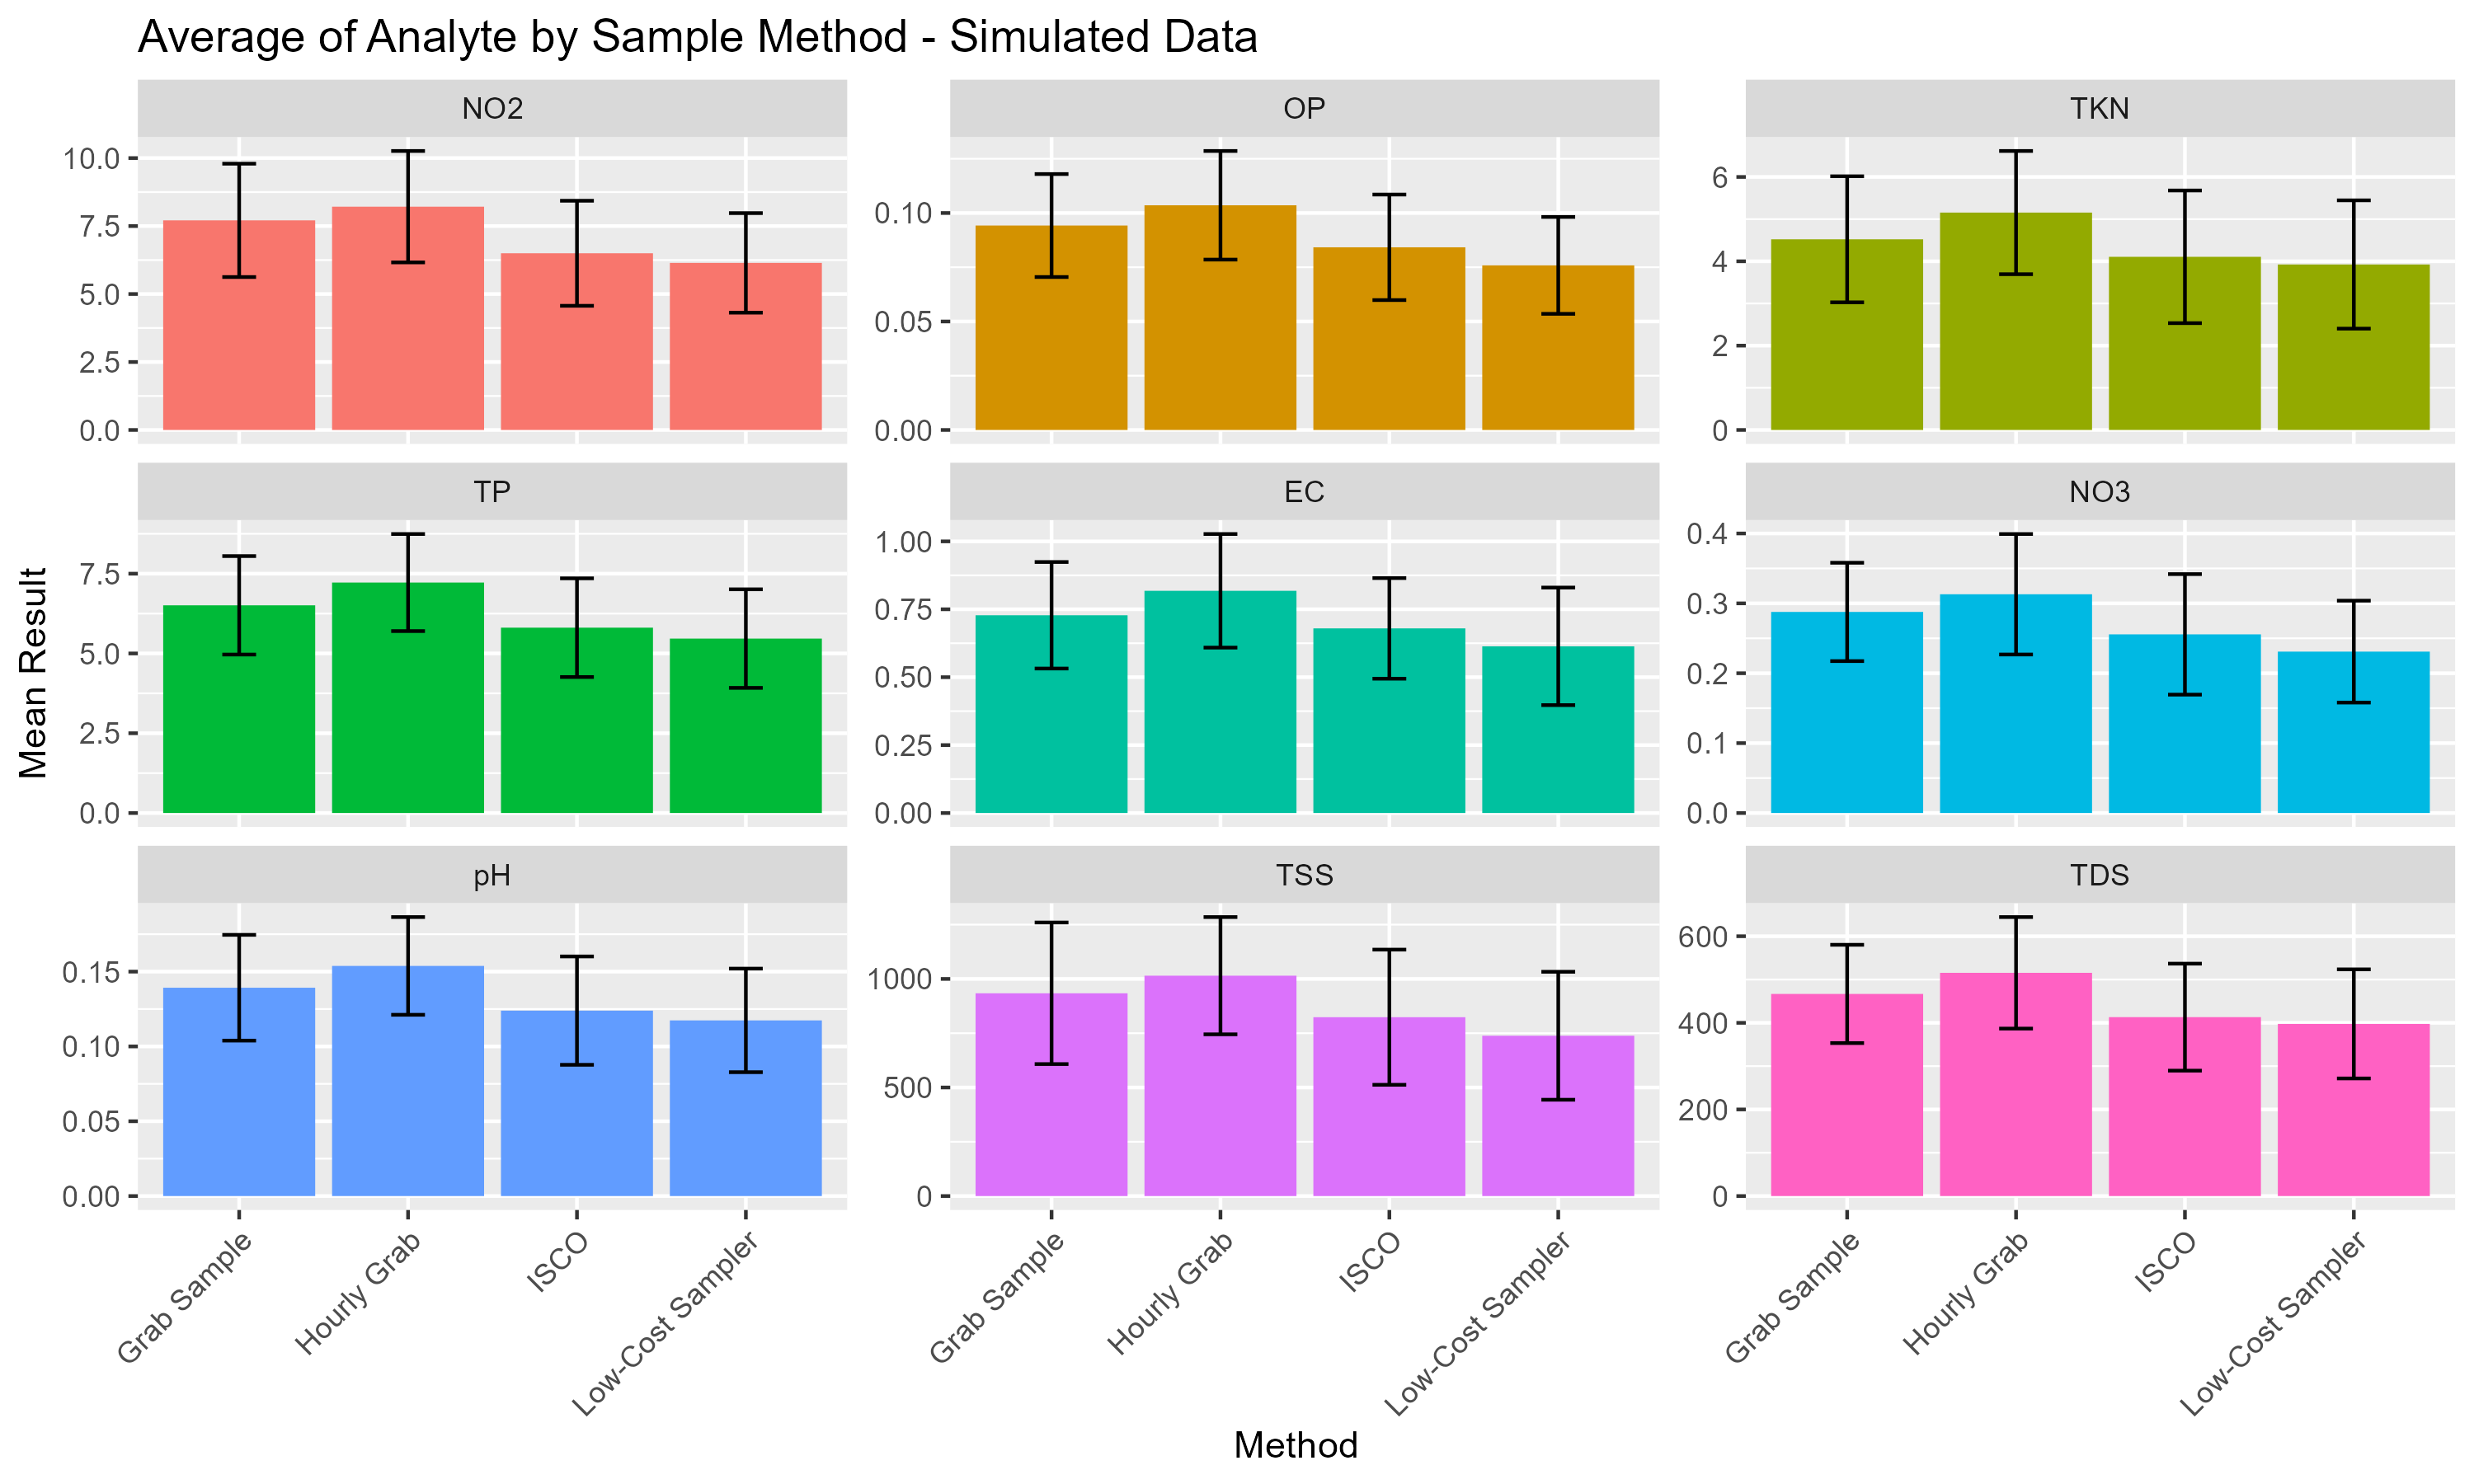 Average of Analyte by Sample Method - Simulated Data
NO2
OP
TKN
10.0
7.5
5.0
2.5
0.0
0.10
0.05
0.00
6
4
2
0
TP
EC
NO3
7.5
5.0
2.5
0.0
1.00
0.75
0.50
0.25
0.00
0.4
0.3
0.2
0.1
0.0
Mean Result
pH
TSS
TDS
0.15
0.10
0.05
0.00
1000
500
0
600
400
200
0
Grab Sample
Hourly Grab
ISCO
Low-Cost Sampler
Grab Sample
Hourly Grab
ISCO
Low-Cost Sampler
Grab Sample
Hourly Grab
ISCO
Low-Cost Sampler
Method